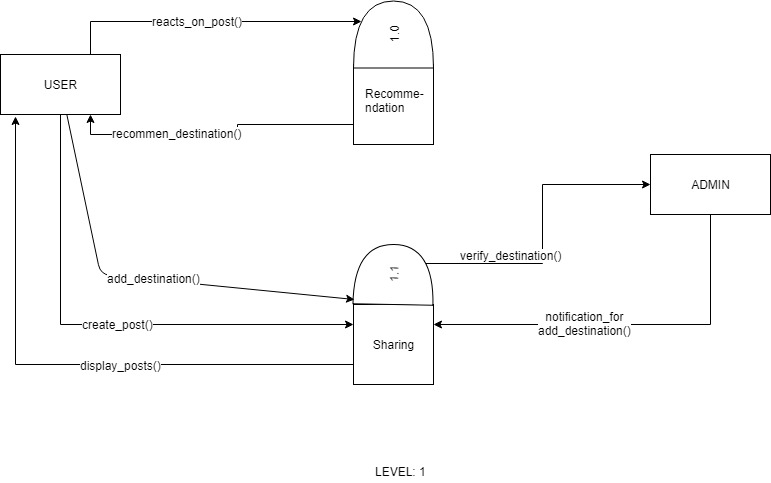 reacts_on_post()
1.0
USER
Recomme-
ndation
recommen_destination()
ADMIN
verify_destination()
1.1
add_destination()
notification_for
add_destination()
create_post()
Sharing
display_posts()
LEVEL: 1